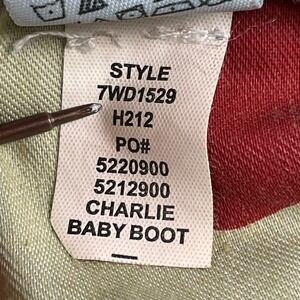 STYLE
7WD1529
H212
PO#
5220900
5212900
CHARLIE
BABY BOOT